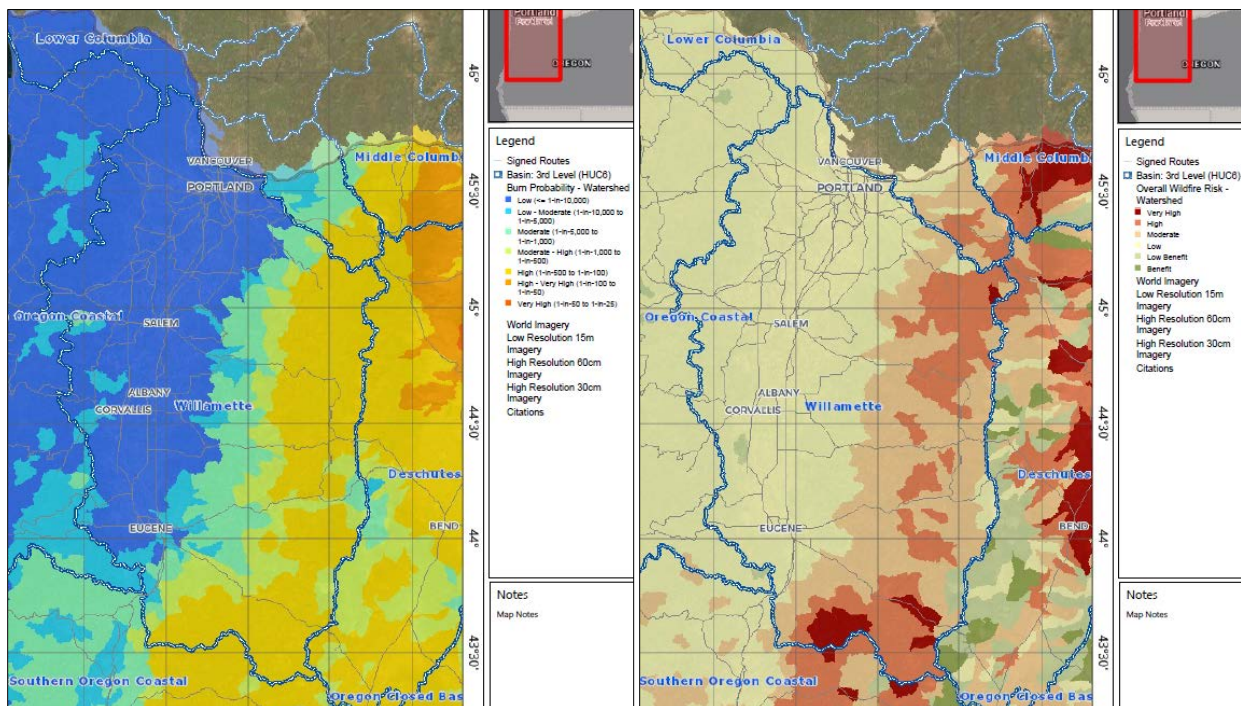 Lower Columbia
46°
VANCOUVER
PORTLAND
Middle Columb
45°30'
45°
Oregon Coastal
SALEM
ALBANY
CORVALLIS
Willamette
44°30'
Deschutes
EUGENE
BEND
44°
43°30'
Southern Oregon Coastal
Oregon Closed Bas
Portland
OREGON
Legend
Signed Routes
Basin: 3rd Level (HUC6)
Burn Probability - Watershed
Low (<= 1-in-10,000)
Low - Moderate (1-in-10,000 to
1-in-5,000)
Moderate (1-in-5,000 to
1-in-1,000)
Moderate - High (1-in-1,000 to
1-in-500)
High (1-in-500 to 1-in-100)
High - Very High (1-in-100 to
1-in-50)
Very High (1-in-50 to 1-in-25)
World Imagery
Low Resolution 15m
Imagery
High Resolution 60cm
Imagery
High Resolution 30cm
Imagery
Citations
Notes
Map Notes
Lower Columbia
46°
VANCOUVER
PORTLAND
Middle Columb
45°30'
45°
Oregon Coastal
SALEM
ALBANY
CORVALLIS
Willamette
44°30'
Deschutes
EUGENE
BEND
44°
43°30'
Southern Oregon Coastal
Oregon Closed Bas
Portland
OREGON
Legend
Signed Routes
Basin: 3rd Level (HUC6)
Overall Wildfire Risk -
Watershed
Very High
High
Moderate
Low
Low Benefit
Benefit
World Imagery
Low Resolution 15m
Imagery
High Resolution 60cm
Imagery
High Resolution 30cm
Imagery
Citations
Notes
Map Notes